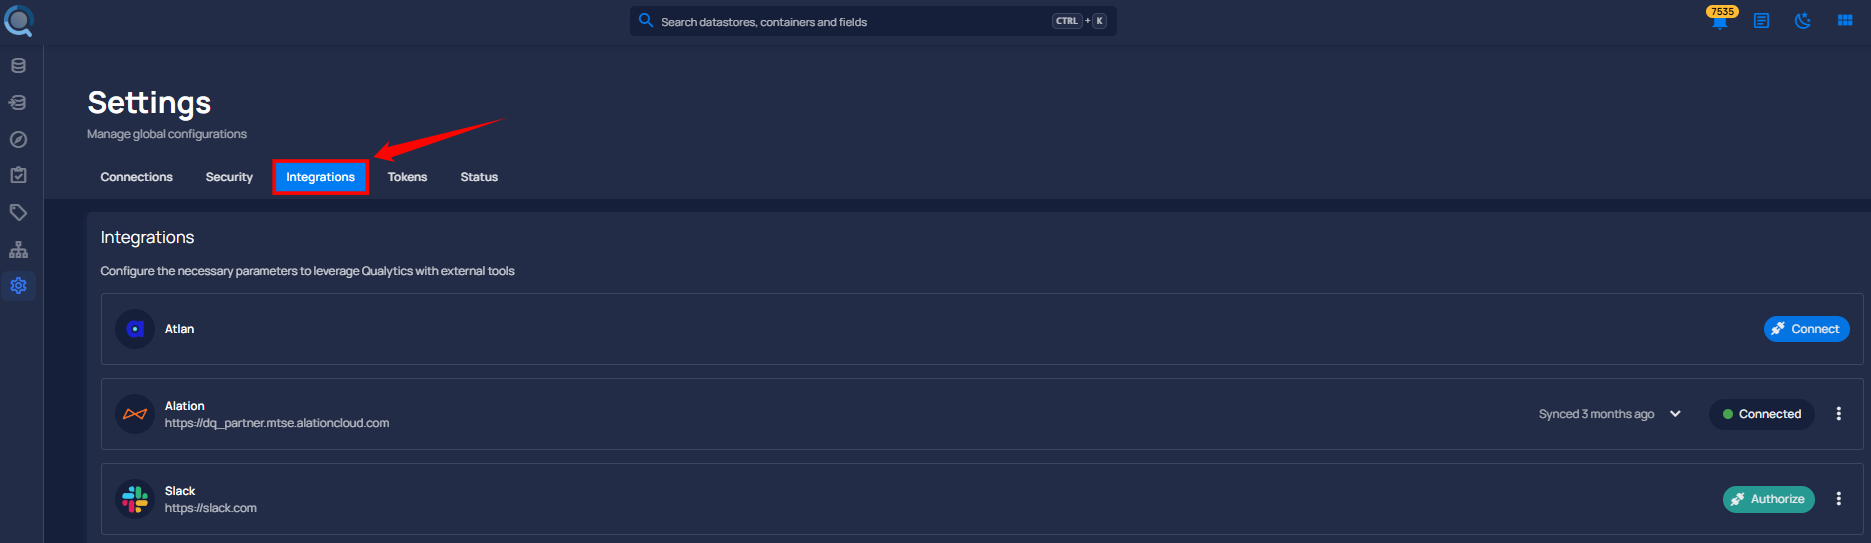 Search datastores, containers and fields CTRL + K
7535
Settings
Manage global configurations
Connections Security Integrations Tokens Status
Integrations
Configure the necessary parameters to leverage Qualytics with external tools
Atlan
Connect
Alation
https://dq_partner.mtse.alationcloud.com
Synced 3 months ago
Connected
Slack
https://slack.com
Authorize